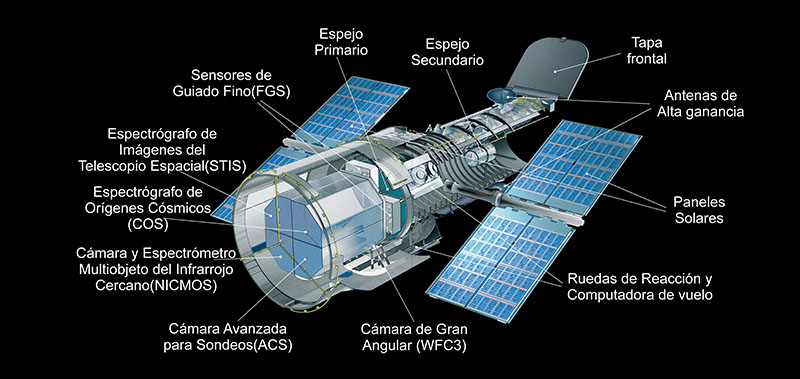 Espejo
Primario
Espejo
Secundario
Tapa
frontal
Sensores de
Guiado Fino(FGS)
Antenas de
Alta ganancia
Espectrógrafo de
Imágenes del
Telescopio Espacial(STIS)
Espectrógrafo de
Orígenes Cósmicos
(COS)
Paneles
Solares
Cámara y Espectrómetro
Multiobjeto del Infrarrojo
Cercano(NICMOS)
Ruedas de Reacción y
Computadora de vuelo
Cámara Avanzada
para Sondeos(ACS)
Cámara de Gran
Angular (WFC3)